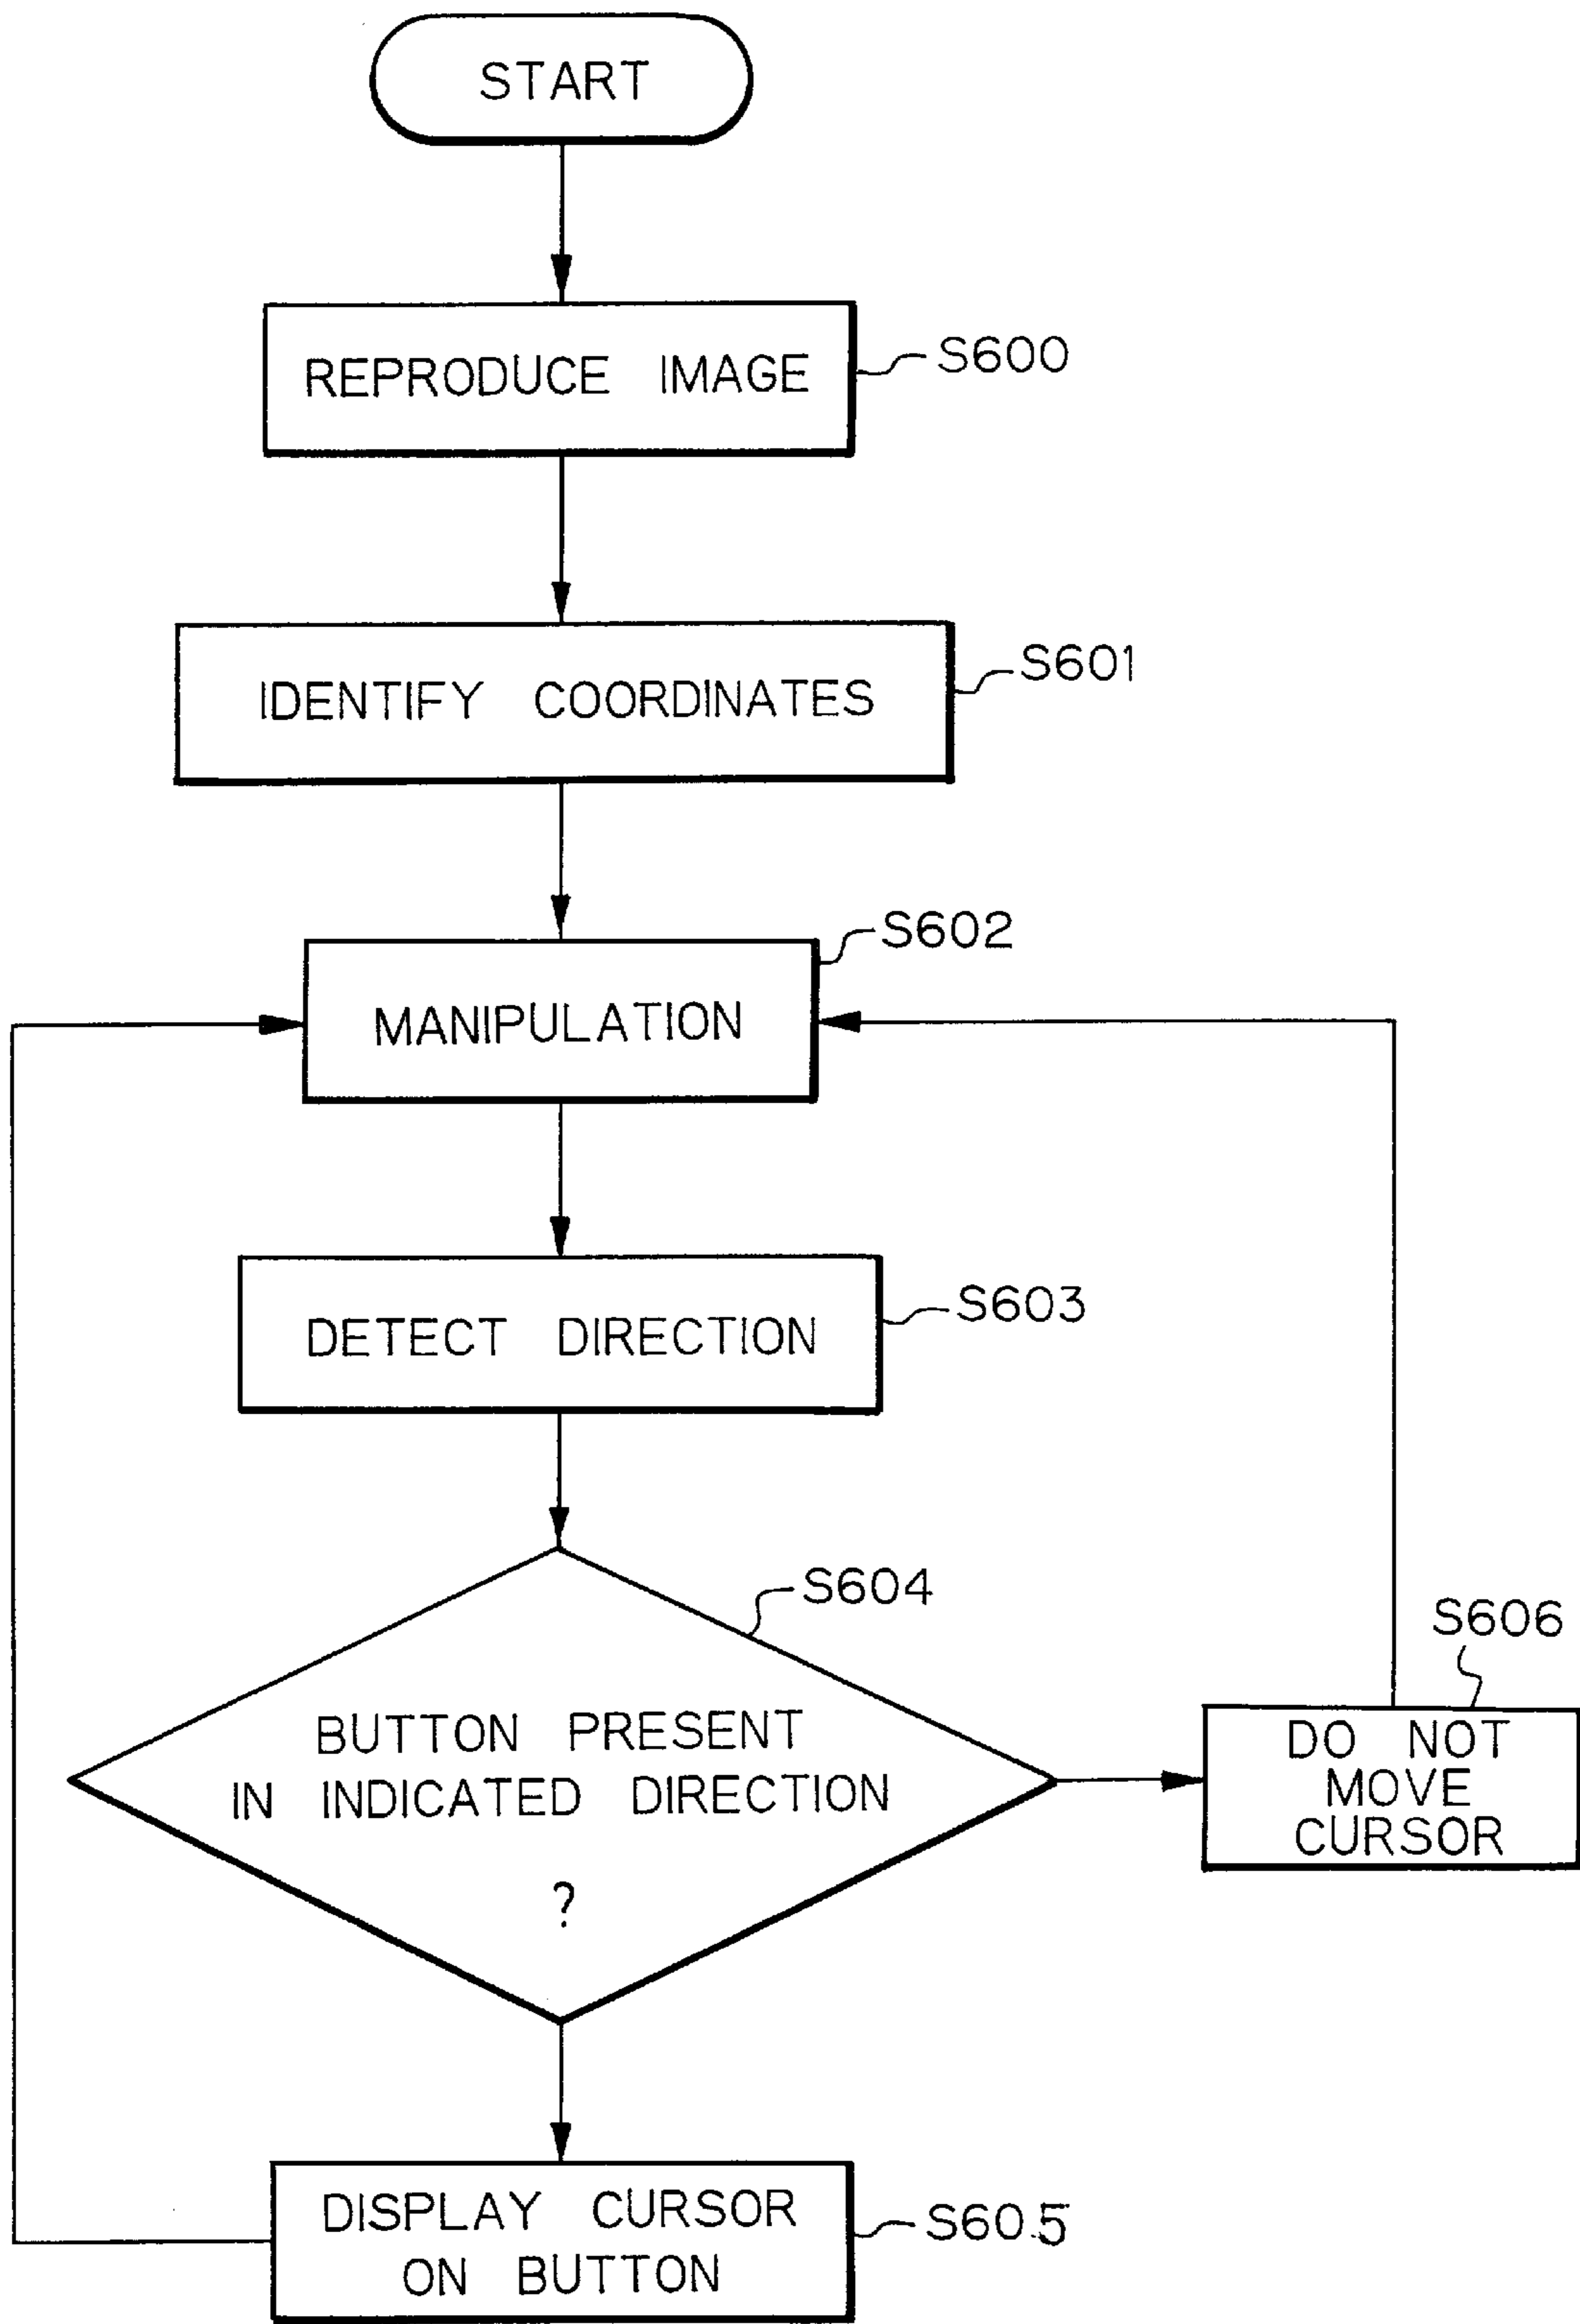 START
REPRODUCE IMAGE
S600
IDENTIFY COORDINATES
S601
S602
MANIPULATION
DETECT DIRECTION
S603
S604
BUTTON PRESENT
IN INDICATED DIRECTION
?
S606
DO NOT
MOVE
CURSOR
DISPLAY CURSOR
ON BUTTON
S605